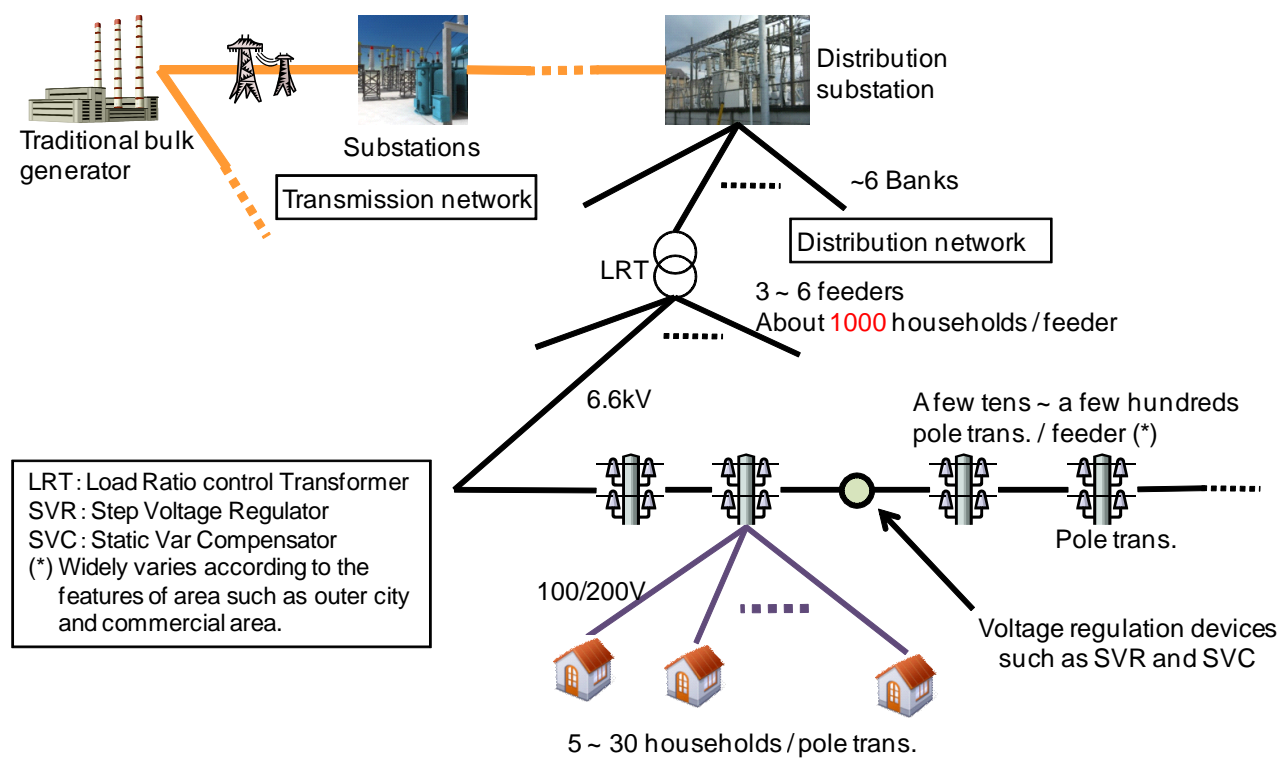 Traditional bulk
generator
Substations
Distribution
substation
Transmission network
~6 Banks
Distribution network
LRT
3 ~ 6 feeders
About 1000 households / feeder
6.6kV
A few tens ~ a few hundreds
pole trans. / feeder (*)
LRT : Load Ratio control Transformer
SVR : Step Voltage Regulator
SVC : Static Var Compensator
(*) Widely varies according to the
features of area such as outer city
and commercial area.
Pole trans.
100/200V
Voltage regulation devices
such as SVR and SVC
5 ~ 30 households / pole trans.